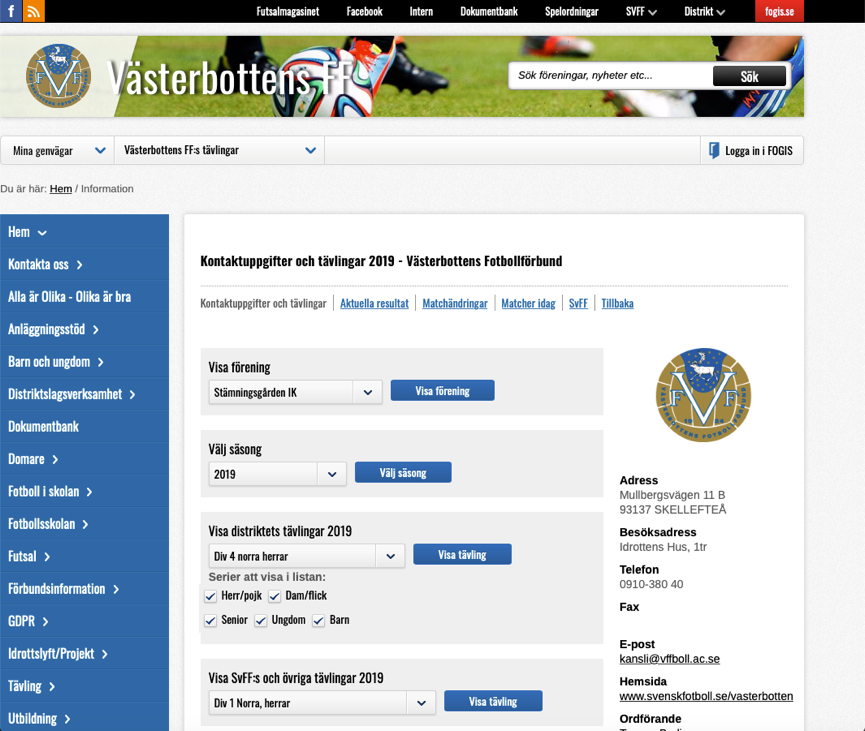 f
Futsalmagasinet Facebook Intern Dokumentbank Spelordningar SVFF Distrikt fogis.se
Västerbottens FF
Sök föreningar, nyheter etc... Sök
Mina genvägar Västerbottens FF:s tävlingar Logga in i FOGIS
Du är här: Hem / Information
Hem
Kontakta oss
Alla är Olika - Olika är bra
Anläggningsstöd
Barn och ungdom
Distriktslagsverksamhet
Dokumentbank
Domare
Fotboll i skolan
Fotbollsskolan
Futsal
Förbundsinformation
GDPR
Idrottslyft/Projekt
Tävling
Utbildning
Kontaktuppgifter och tävlingar 2019 - Västerbottens Fotbollförbund
Kontaktuppgifter och tävlingar Aktuella resultat Matchändringar Matcher idag SvFF Tillbaka
Visa förening
Stämningsgården IK Visa förening
Välj säsong
2019 Välj säsong
Visa distriktets tävlingar 2019
Div 4 norra herrar Visa tävling
Serier att visa i listan:
Herr/pojk Dam/flick
Senior Ungdom Barn
Visa SvFF:s och övriga tävlingar 2019
Div 1 Norra, herrar Visa tävling
VFF
VÄSTERBOTTENS FOTBOLLFÖRBUND
Adress
Mullbergsvägen 11 B
93137 SKELLEFTEÅ
Besöksadress
Idrottens Hus, 1tr
Telefon
0910-380 40
Fax
E-post
kansli@vffboll.ac.se
Hemsida
www.svenskfotboll.se/vasterbotten
Ordförande